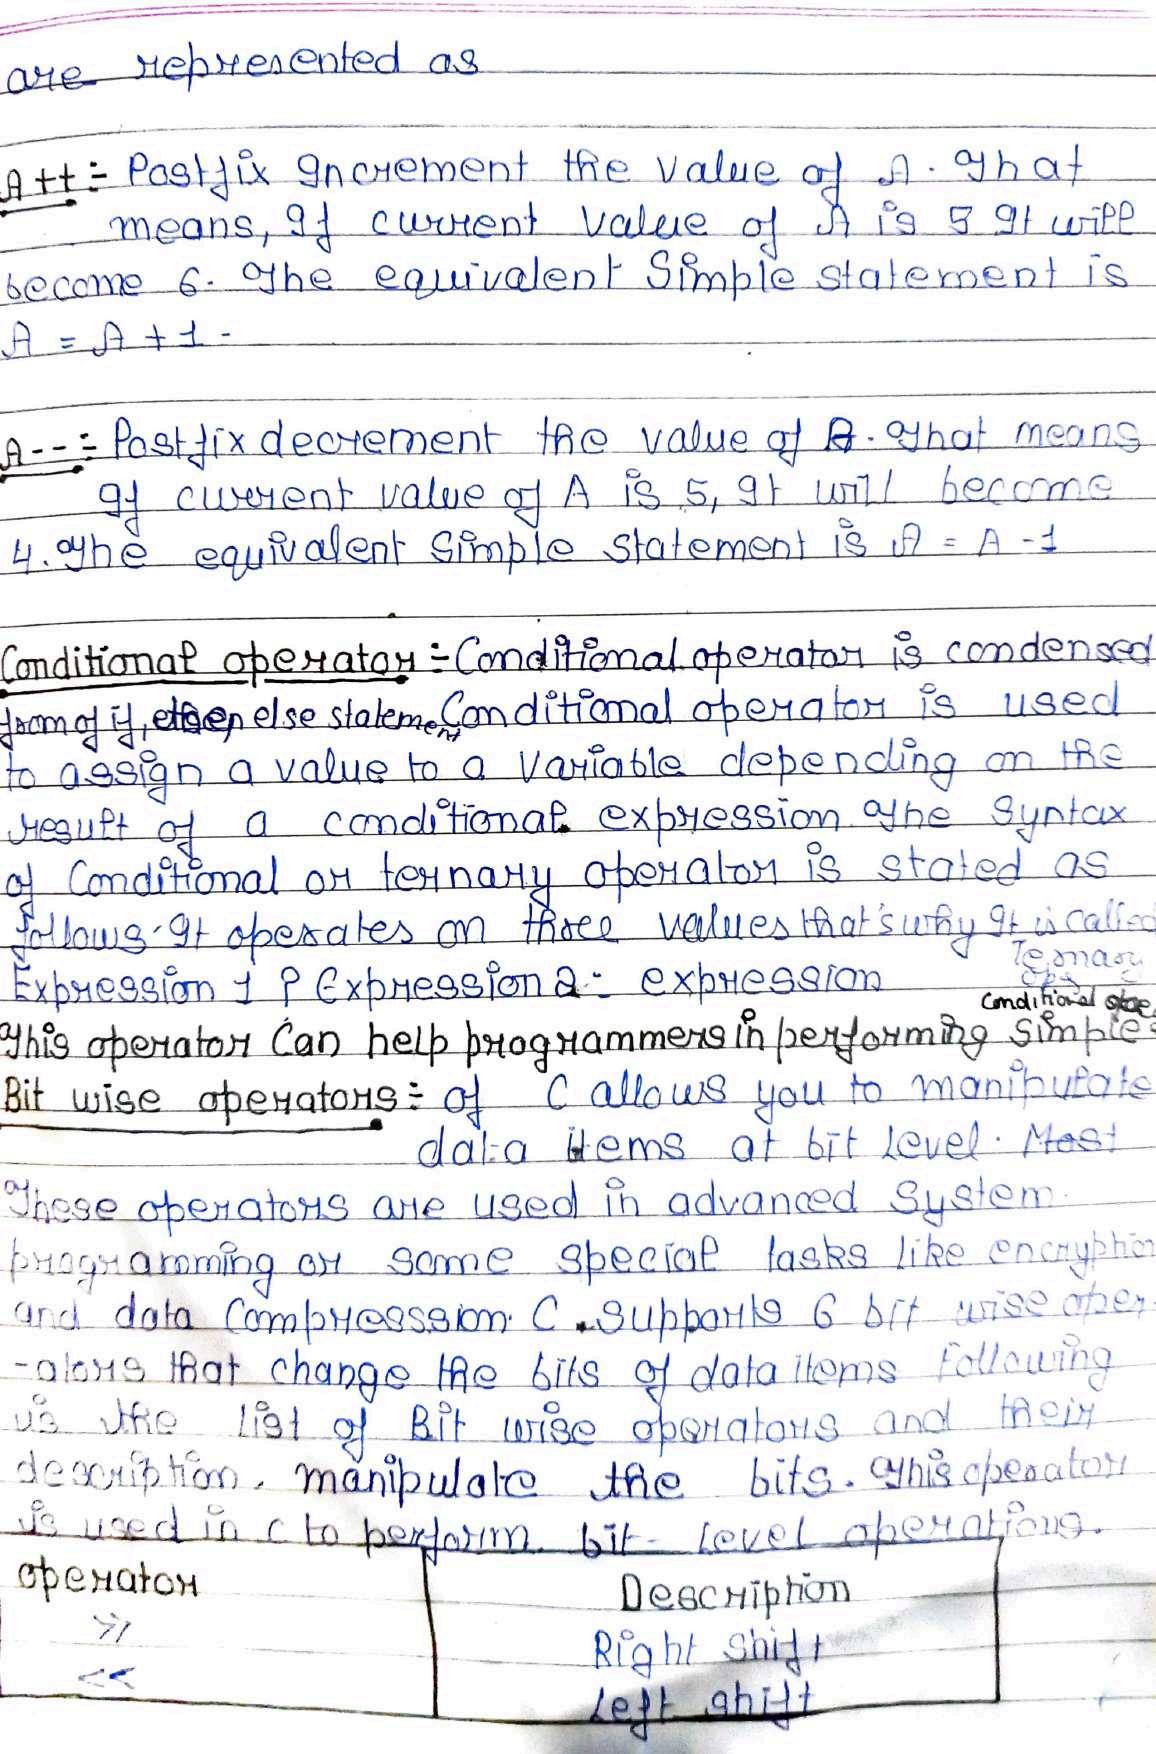 are represented as
A++ :- Postfix Increment the value of A. That
means, If current value of A is 5 It will
become 6. The equivalent Simple statement is
A = A + 1 -
A-- :- Postfix decrement the value of A. That means
If current value of A is 5, It will become
4. The equivalent Simple statement is A = A - 1
Conditional operator :- Conditional operator is condensed
from of if, else statement Conditional operator is used
to assign a value to a variable depending on the
result of a conditional expression The Syntax
of Conditional or ternary operator is stated as
follows. It operates on three values that's why It is called
Ternary
Expression 1 ? Expression 2 : expression
Conditional
This operator Can help programmers in performing Simple
Bit wise operators :- of C allows you to manipulate
data items at bit level. Most
These operators are used in advanced System
programming or some special tasks like encryption
and data Compresssion. C. supports 6 bit wise oper
-ators that change the bits of data items Following
is the list of Bit wise operators and their
description. manipulate the bits. This operator
is used in c to perform bit- Level operations.
operator Description
>> Right shift
<< Left shift